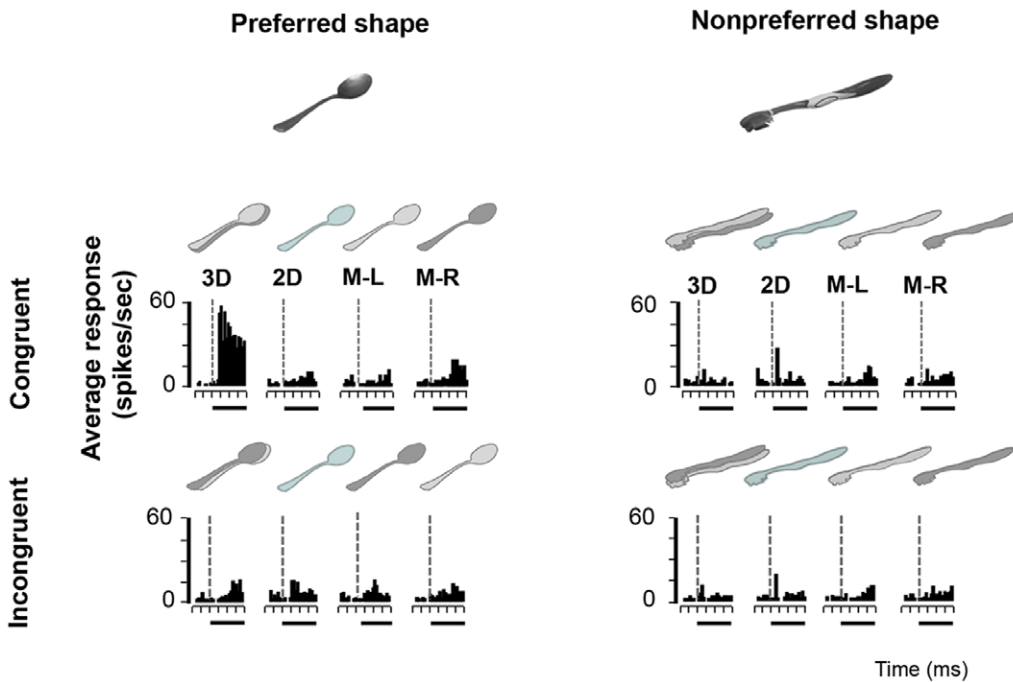 Preferred shape
Nonpreferred shape
Congruent
Average response
(spikes/sec)
3D 2D M-L M-R
60
0
3D 2D M-L M-R
60
0
Incongruent
60
0
60
0
Time (ms)